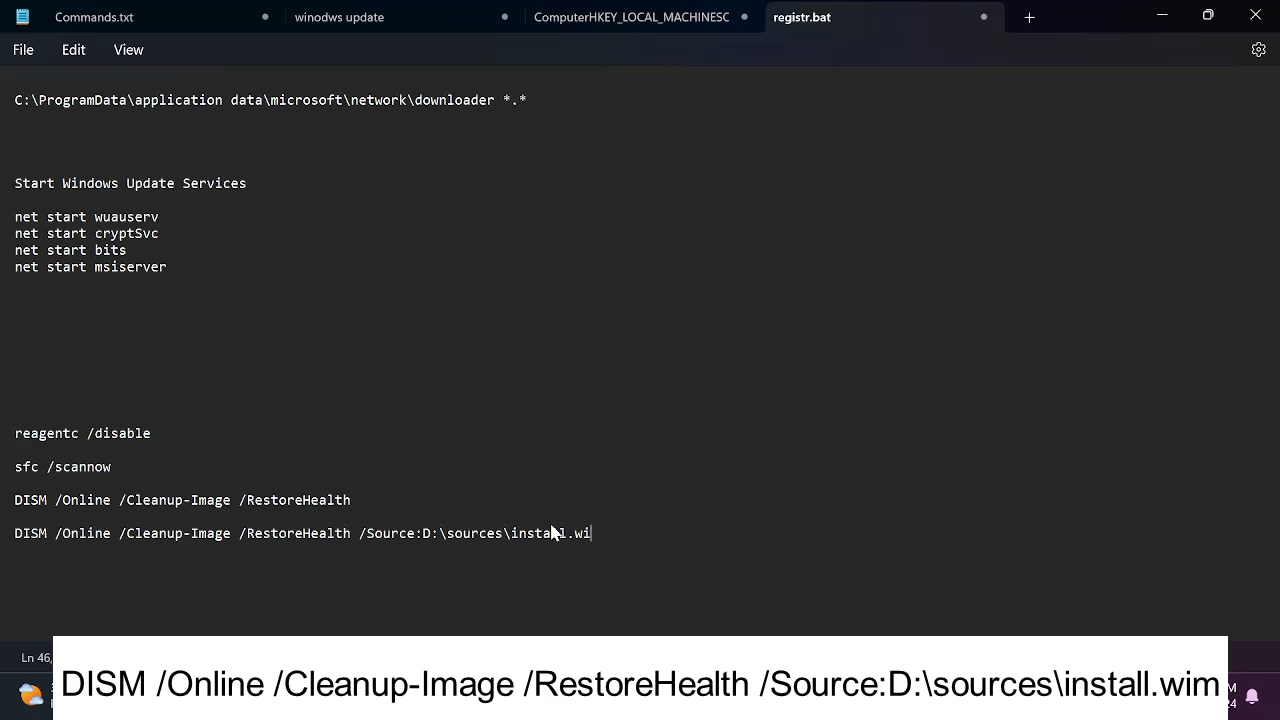 Commands.txt
winodws update
ComputerHKEY_LOCAL_MACHINESC
registr.bat
File
Edit
View
C:\ProgramData\application data\microsoft\network\downloader *.*
Start Windows Update Services
net start wuauserv
net start cryptSvc
net start bits
net start msiserver
reagentc /disable
sfc /scannow
DISM /Online /Cleanup-Image /RestoreHealth
DISM /Online /Cleanup-Image /RestoreHealth /Source:D:\sources\install.wi
Ln 46,
DISM /Online /Cleanup-Image /RestoreHealth /Source:D:\sources\install.wim